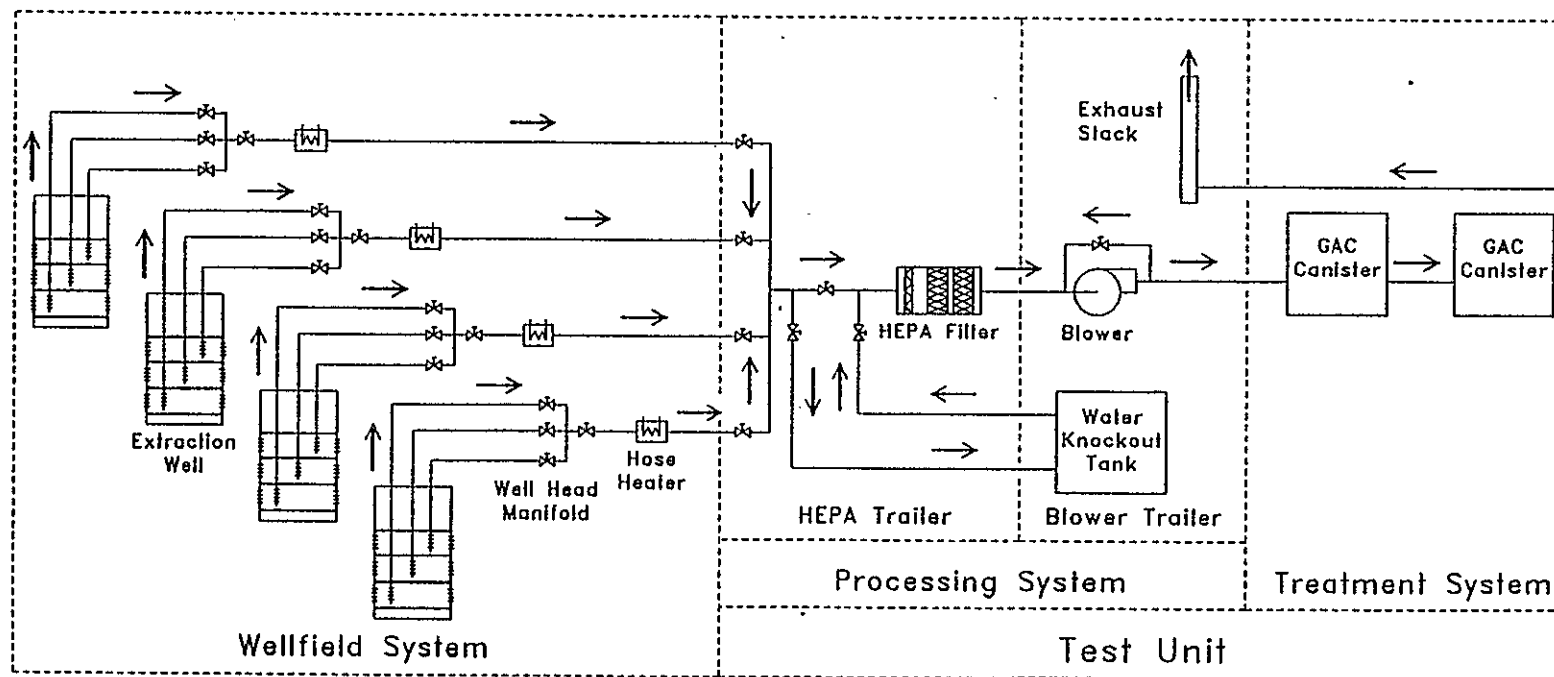 Exhaust
Stack
GAC
Canister
GAC
Canister
HEPA Filter
Blower
Extraction
Well
Hose
Heater
Well Head
Manifold
Water
Knockout
Tank
HEPA Trailer
Blower Trailer
Processing System
Treatment System
Wellfield System
Test Unit